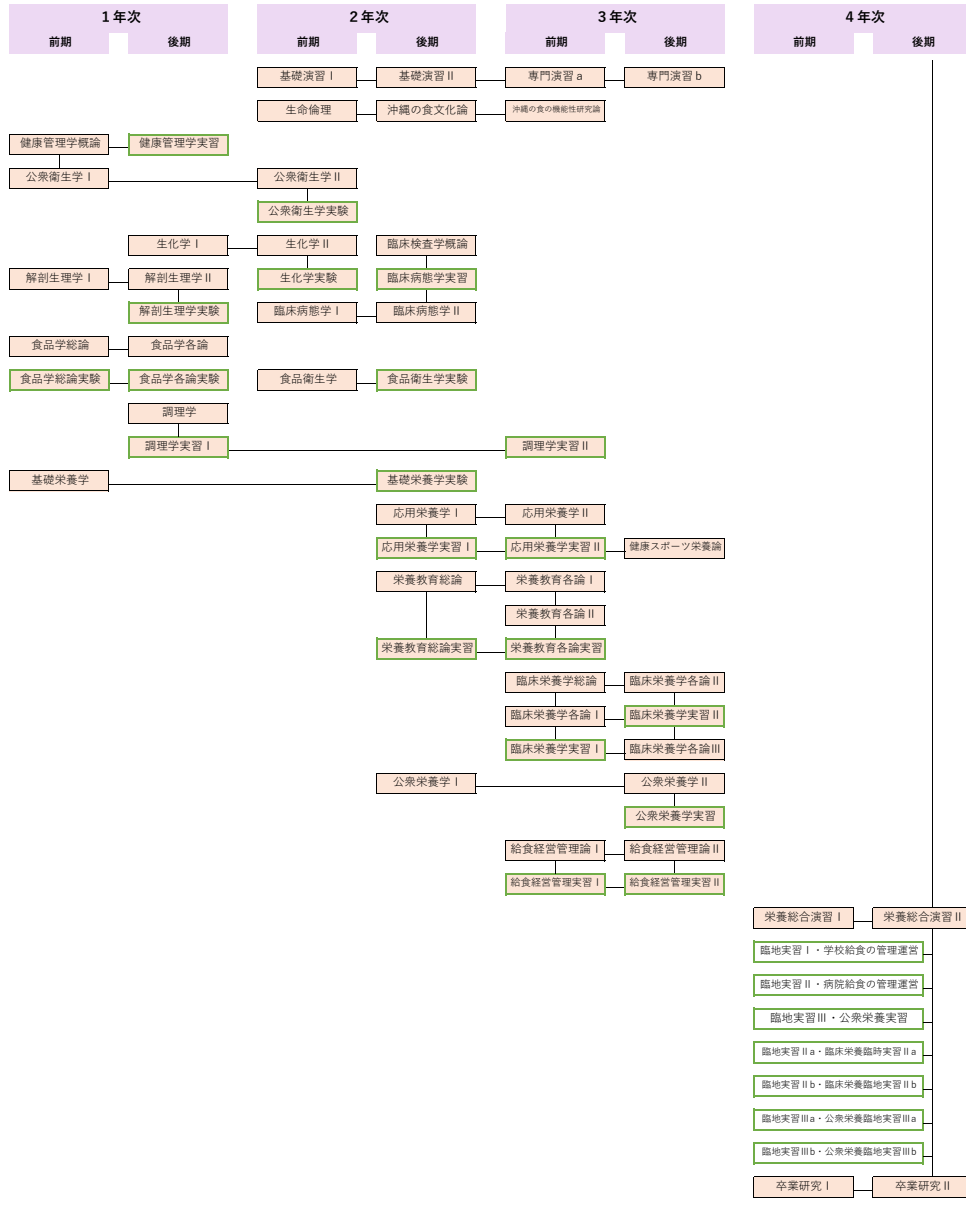 1年次 2年次 3年次 4年次
前期 後期 前期 後期 前期 後期 前期 後期
基礎演習Ⅰ 基礎演習Ⅱ 専門演習a 専門演習b
生命倫理 沖縄の食文化論 沖縄の食の機能性研究論
健康管理学概論 健康管理学実習
公衆衛生学Ⅰ 公衆衛生学Ⅱ
公衆衛生学実験
生化学Ⅰ 生化学Ⅱ 臨床検査学概論
解剖生理学Ⅰ 解剖生理学Ⅱ 生化学実験 臨床病態学実習
解剖生理学実験 臨床病態学Ⅰ 臨床病態学Ⅱ
食品学総論 食品学各論
食品学総論実験 食品学各論実験 食品衛生学 食品衛生学実験
調理学
調理学実習Ⅰ 調理学実習Ⅱ
基礎栄養学 基礎栄養学実験
応用栄養学Ⅰ 応用栄養学Ⅱ
応用栄養学実習Ⅰ 応用栄養学実習Ⅱ 健康スポーツ栄養論
栄養教育総論 栄養教育各論Ⅰ
栄養教育各論Ⅱ
栄養教育総論実習 栄養教育各論実習
臨床栄養学総論 臨床栄養学各論Ⅱ
臨床栄養学各論Ⅰ 臨床栄養学実習Ⅱ
臨床栄養学実習Ⅰ 臨床栄養学各論Ⅲ
公衆栄養学Ⅰ 公衆栄養学Ⅱ
公衆栄養学実習
給食経営管理論Ⅰ 給食経営管理論Ⅱ
給食経営管理実習Ⅰ 給食経営管理実習Ⅱ
栄養総合演習Ⅰ 栄養総合演習Ⅱ
臨地実習Ⅰ・学校給食の管理運営
臨地実習Ⅱ・病院給食の管理運営
臨地実習Ⅲ・公衆栄養実習
臨地実習Ⅱa・臨床栄養臨時実習Ⅱa
臨地実習Ⅱb・臨床栄養臨地実習Ⅱb
臨地実習Ⅲa・公衆栄養臨地実習Ⅲa
臨地実習Ⅲb・公衆栄養臨地実習Ⅲb
卒業研究Ⅰ 卒業研究Ⅱ